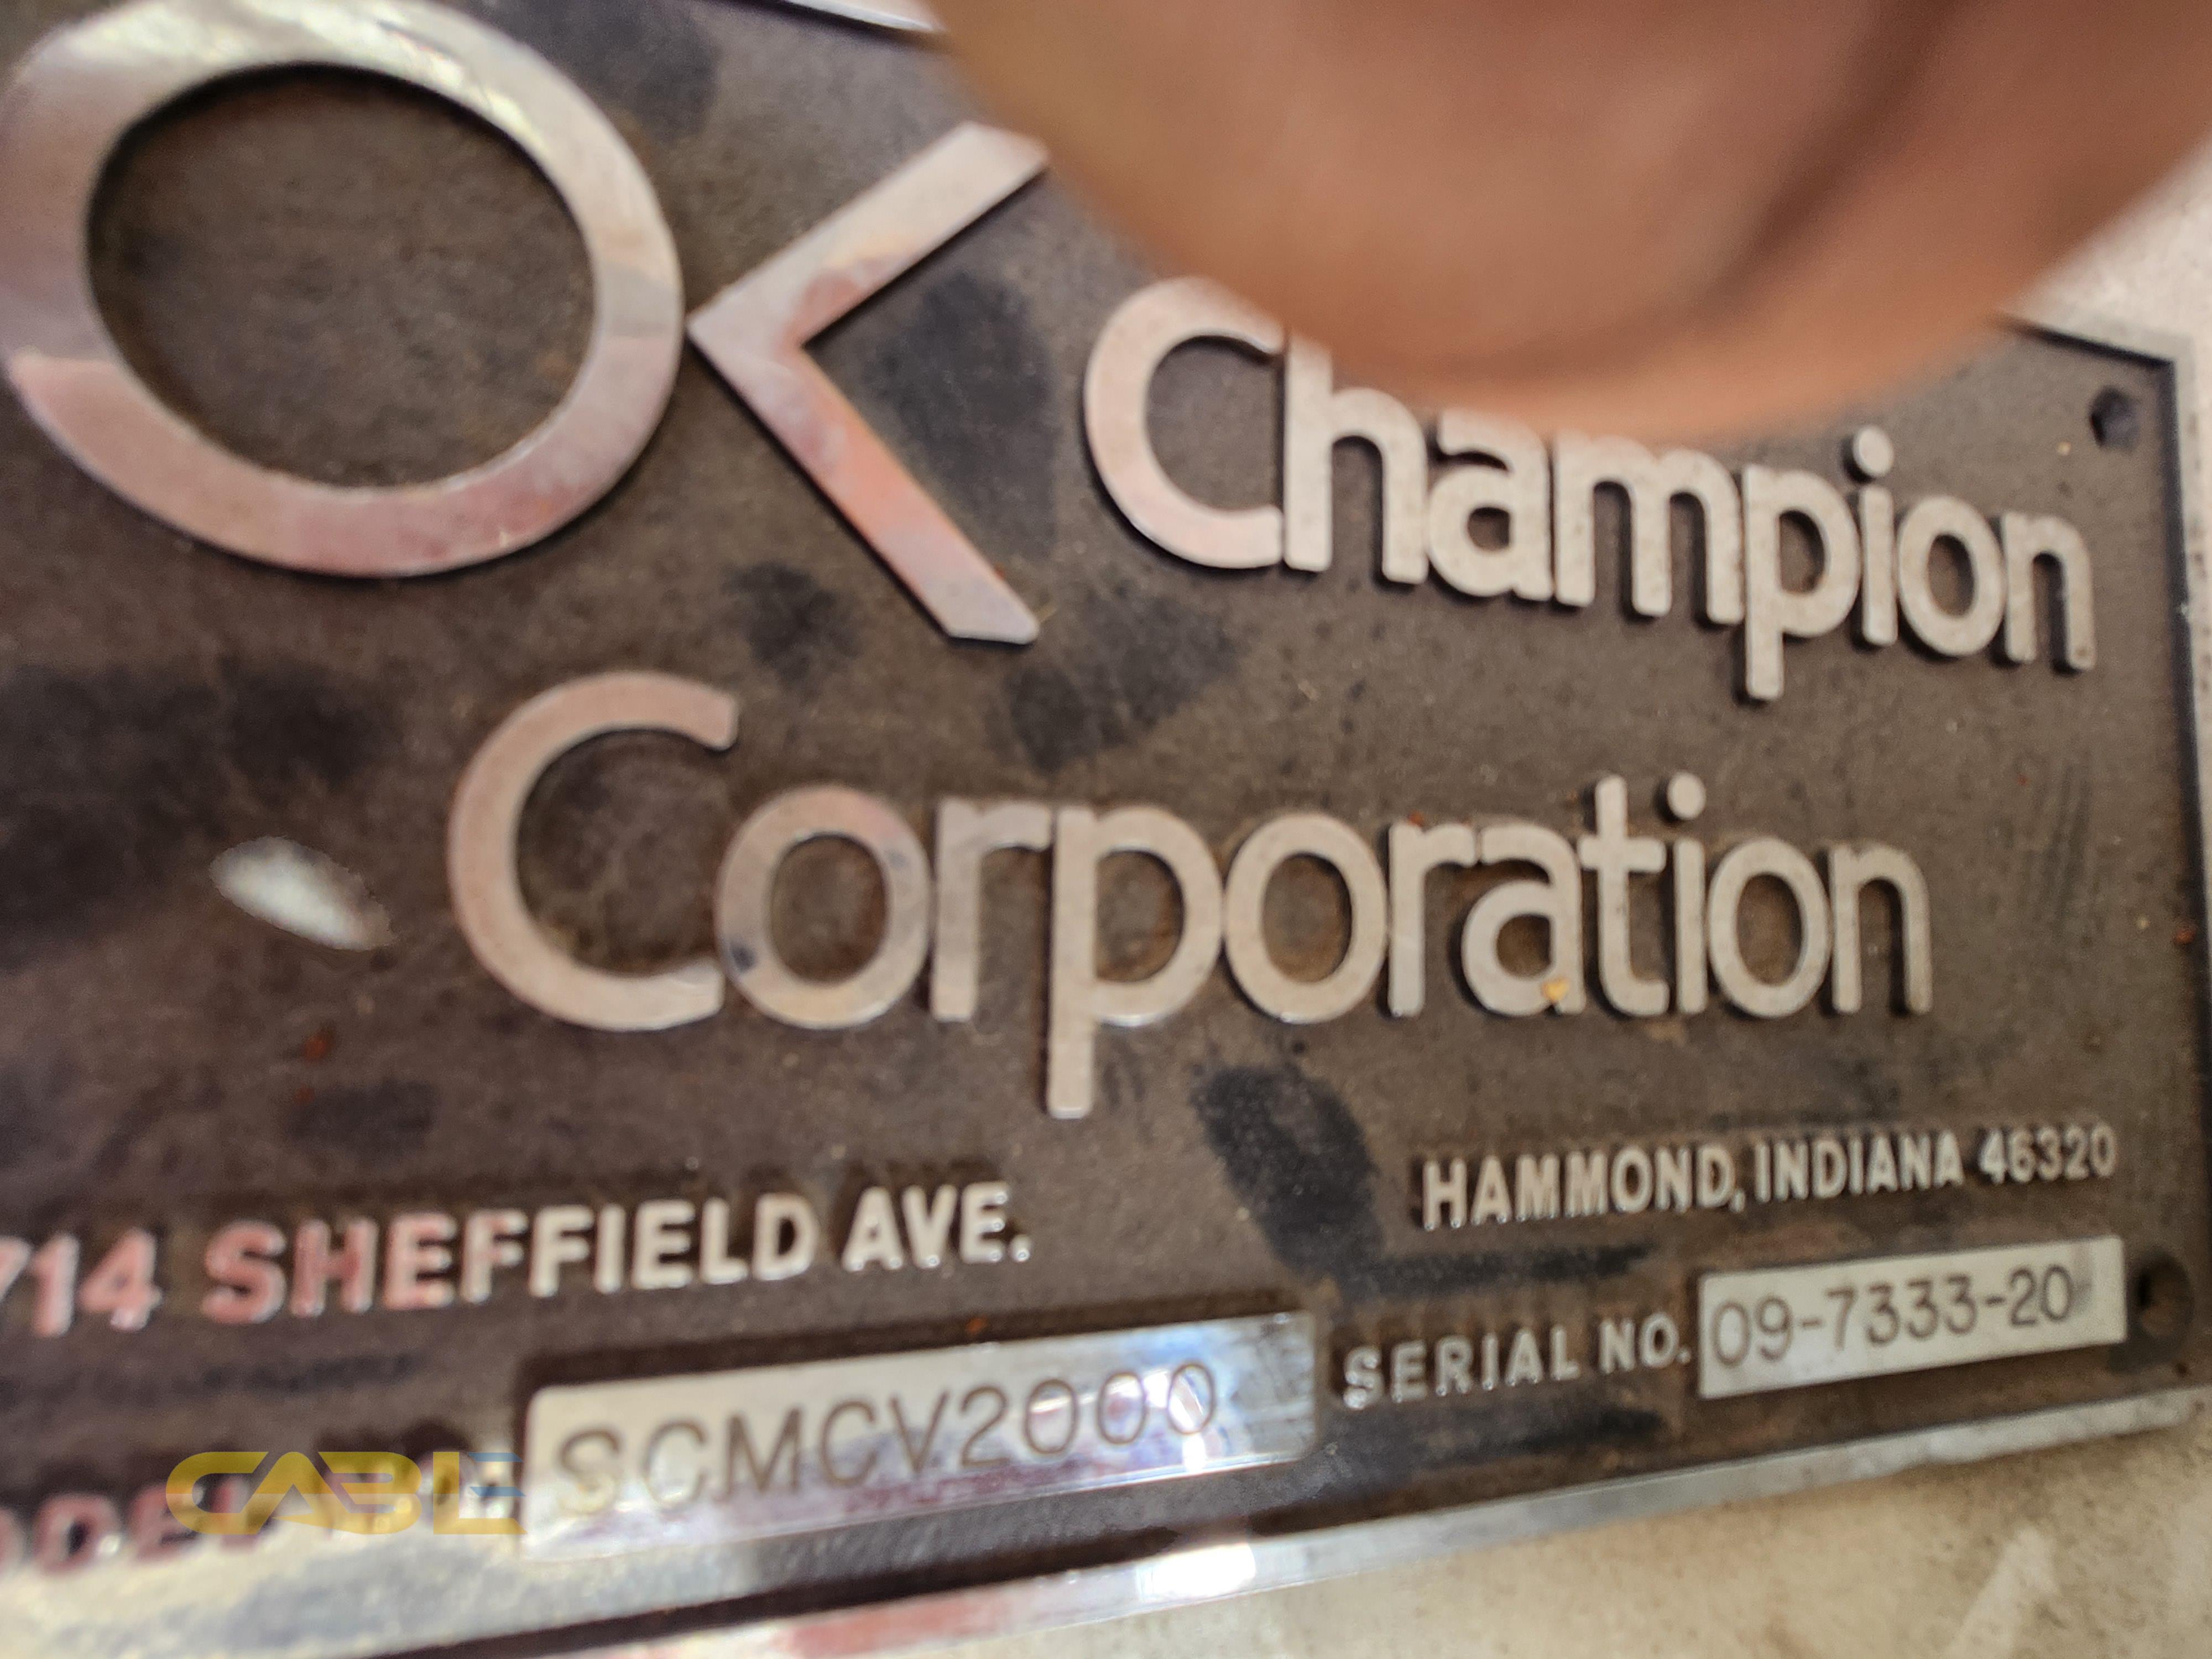 OK Champion
Corporation
714 SHEFFIELD AVE.
HAMMOND, INDIANA 46320
SCMCV2000
SERIAL NO. 09-7333-20
CABLE